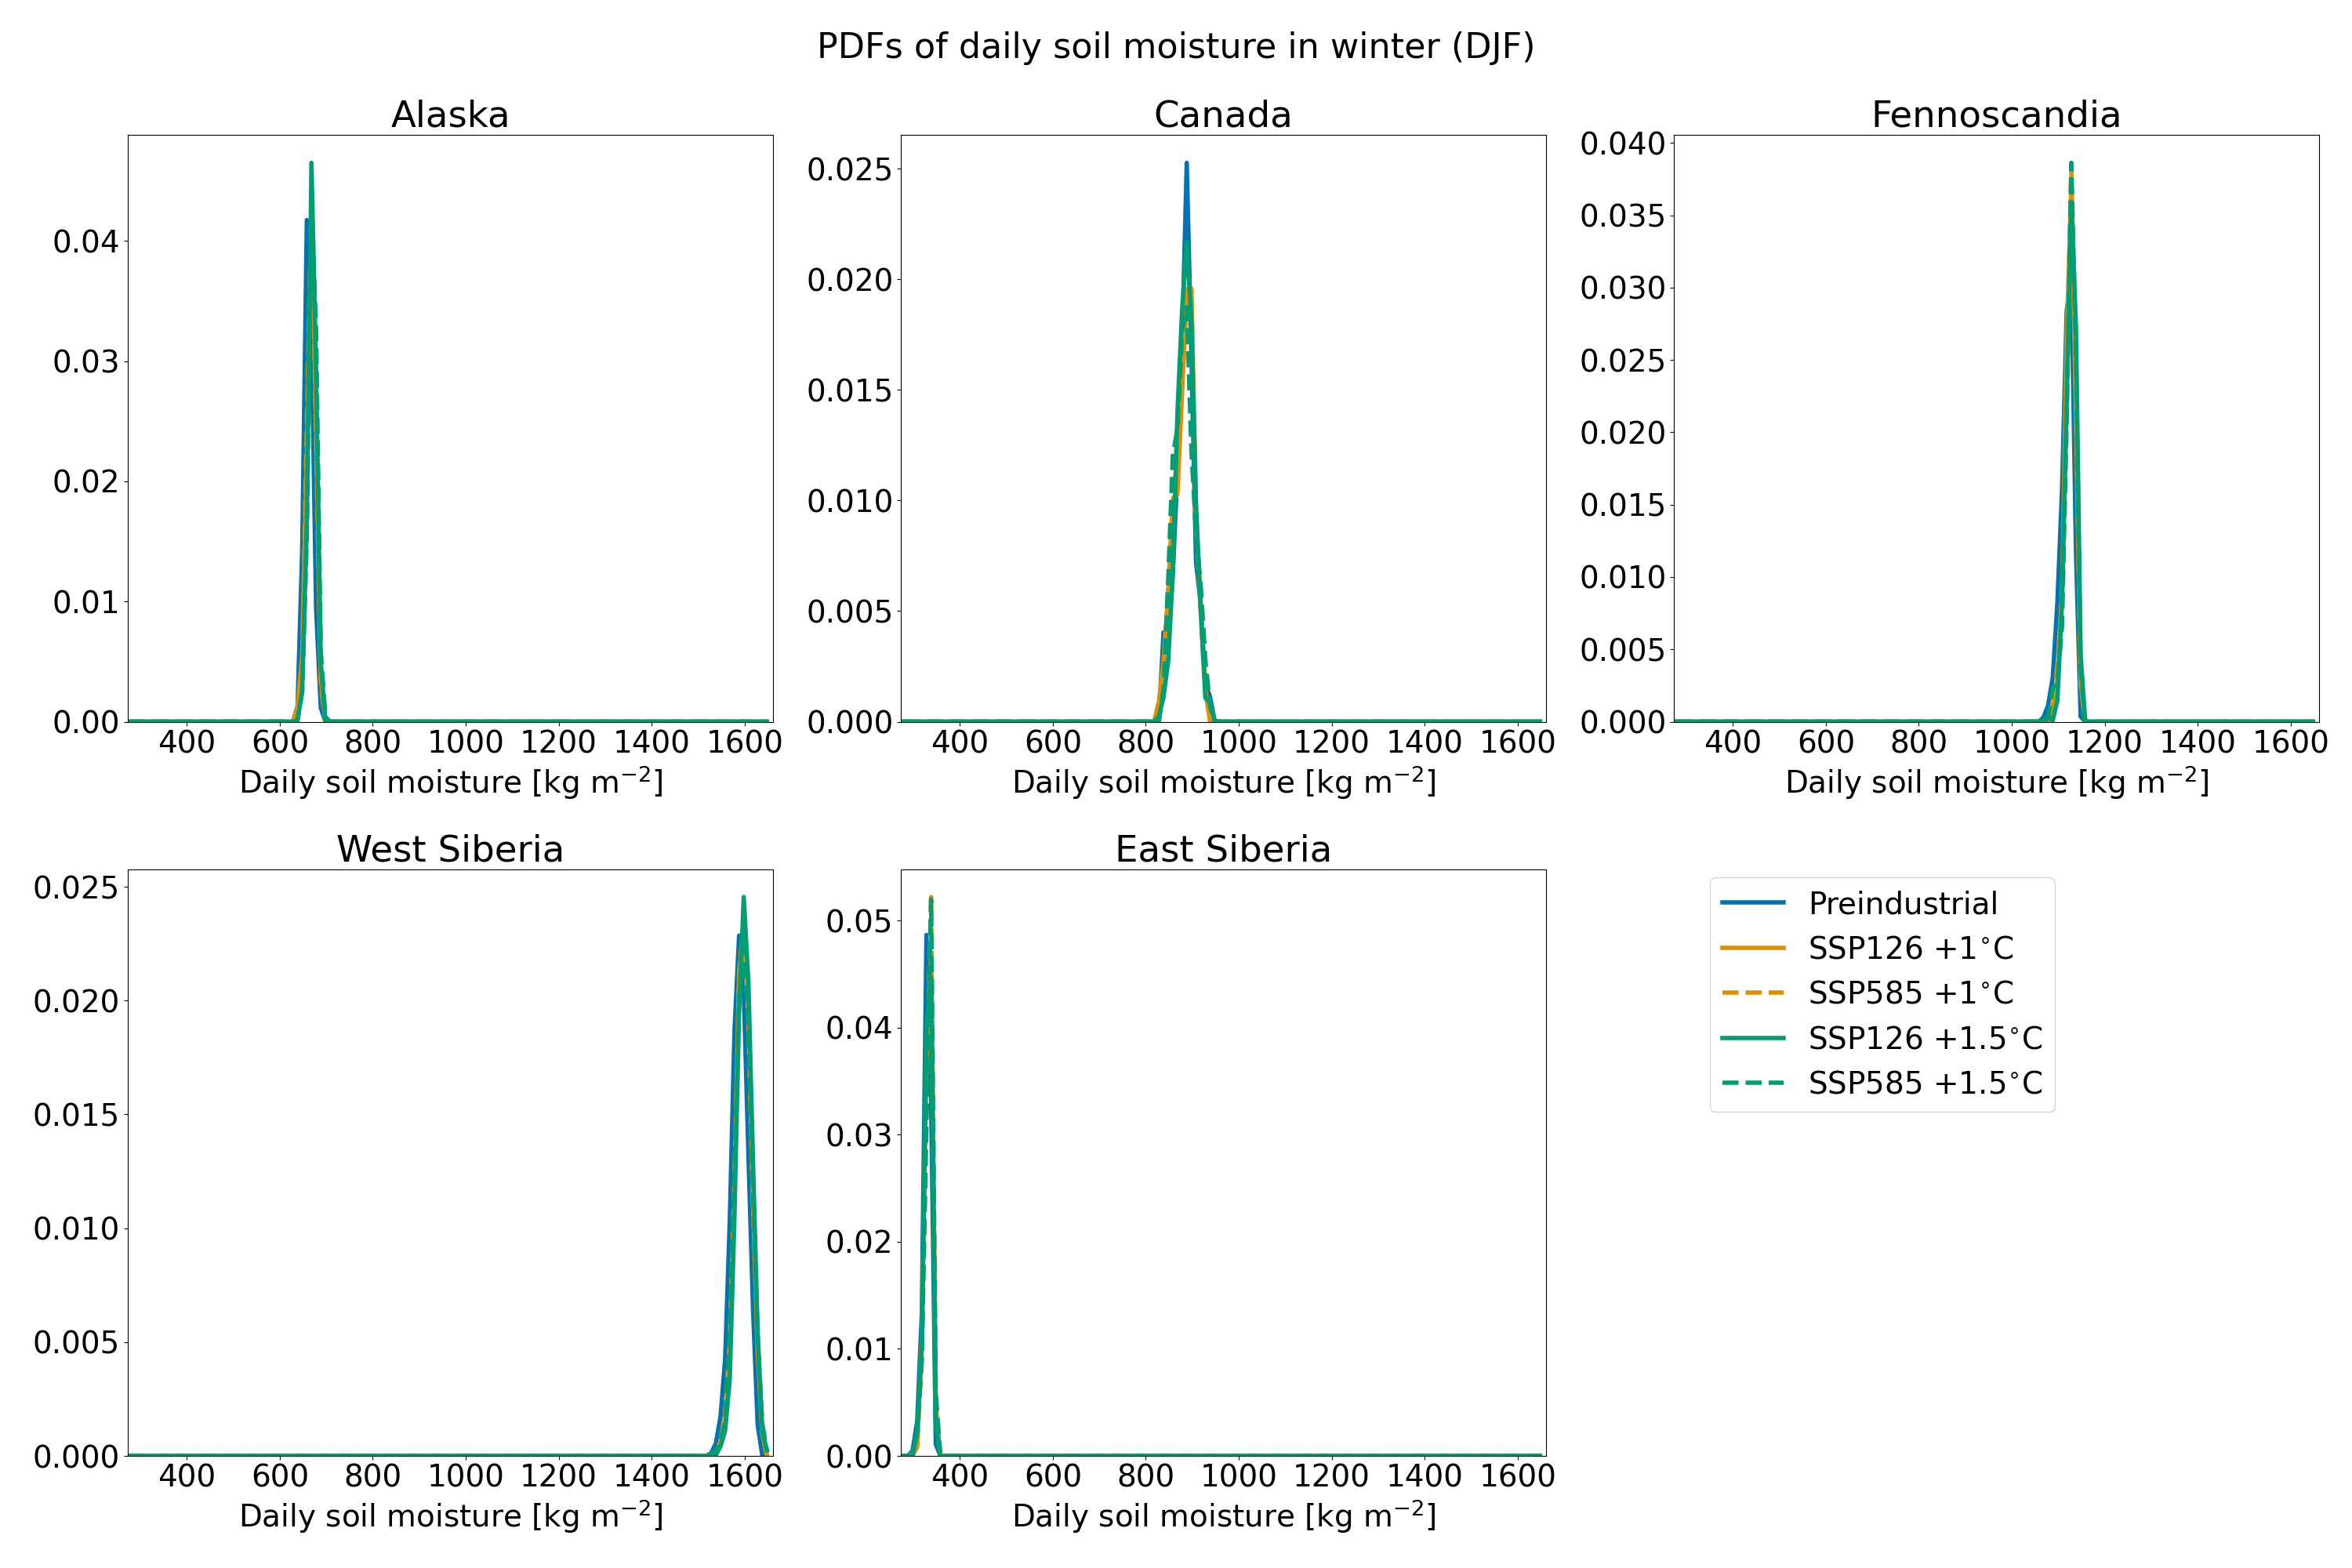 PDFs of daily soil moisture in winter (DJF)
Alaska
0.04
0.03
0.02
0.01
0.00
400 600 800 1000 1200 1400 1600
Daily soil moisture [kg m⁻²]
Canada
0.025
0.020
0.015
0.010
0.005
0.000
400 600 800 1000 1200 1400 1600
Daily soil moisture [kg m⁻²]
Fennoscandia
0.040
0.035
0.030
0.025
0.020
0.015
0.010
0.005
0.000
400 600 800 1000 1200 1400 1600
Daily soil moisture [kg m⁻²]
West Siberia
0.025
0.020
0.015
0.010
0.005
0.000
400 600 800 1000 1200 1400 1600
Daily soil moisture [kg m⁻²]
East Siberia
0.05
0.04
0.03
0.02
0.01
0.00
400 600 800 1000 1200 1400 1600
Daily soil moisture [kg m⁻²]
Preindustrial
SSP126 +1°C
SSP585 +1°C
SSP126 +1.5°C
SSP585 +1.5°C